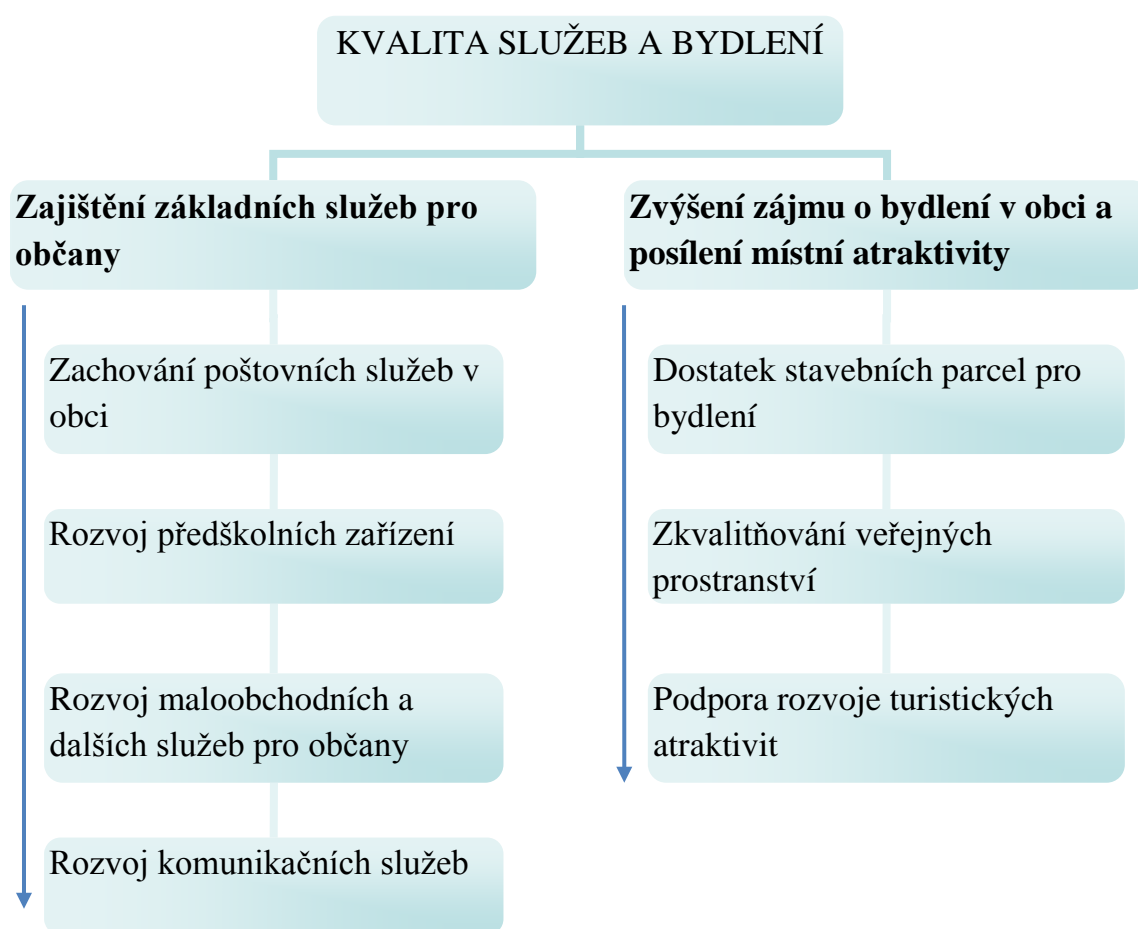 KVALITA SLUŽEB A BYDLENÍ
Zajištění základních služeb pro
občany
Zachování poštovních služeb v
obci
Rozvoj předškolních zařízení
Rozvoj maloobchodních a
dalších služeb pro občany
Rozvoj komunikačních služeb
Zvýšení zájmu o bydlení v obci a
posílení místní atraktivity
Dostatek stavebních parcel pro
bydlení
Zkvalitňování veřejných
prostranství
Podpora rozvoje turistických
atraktivit